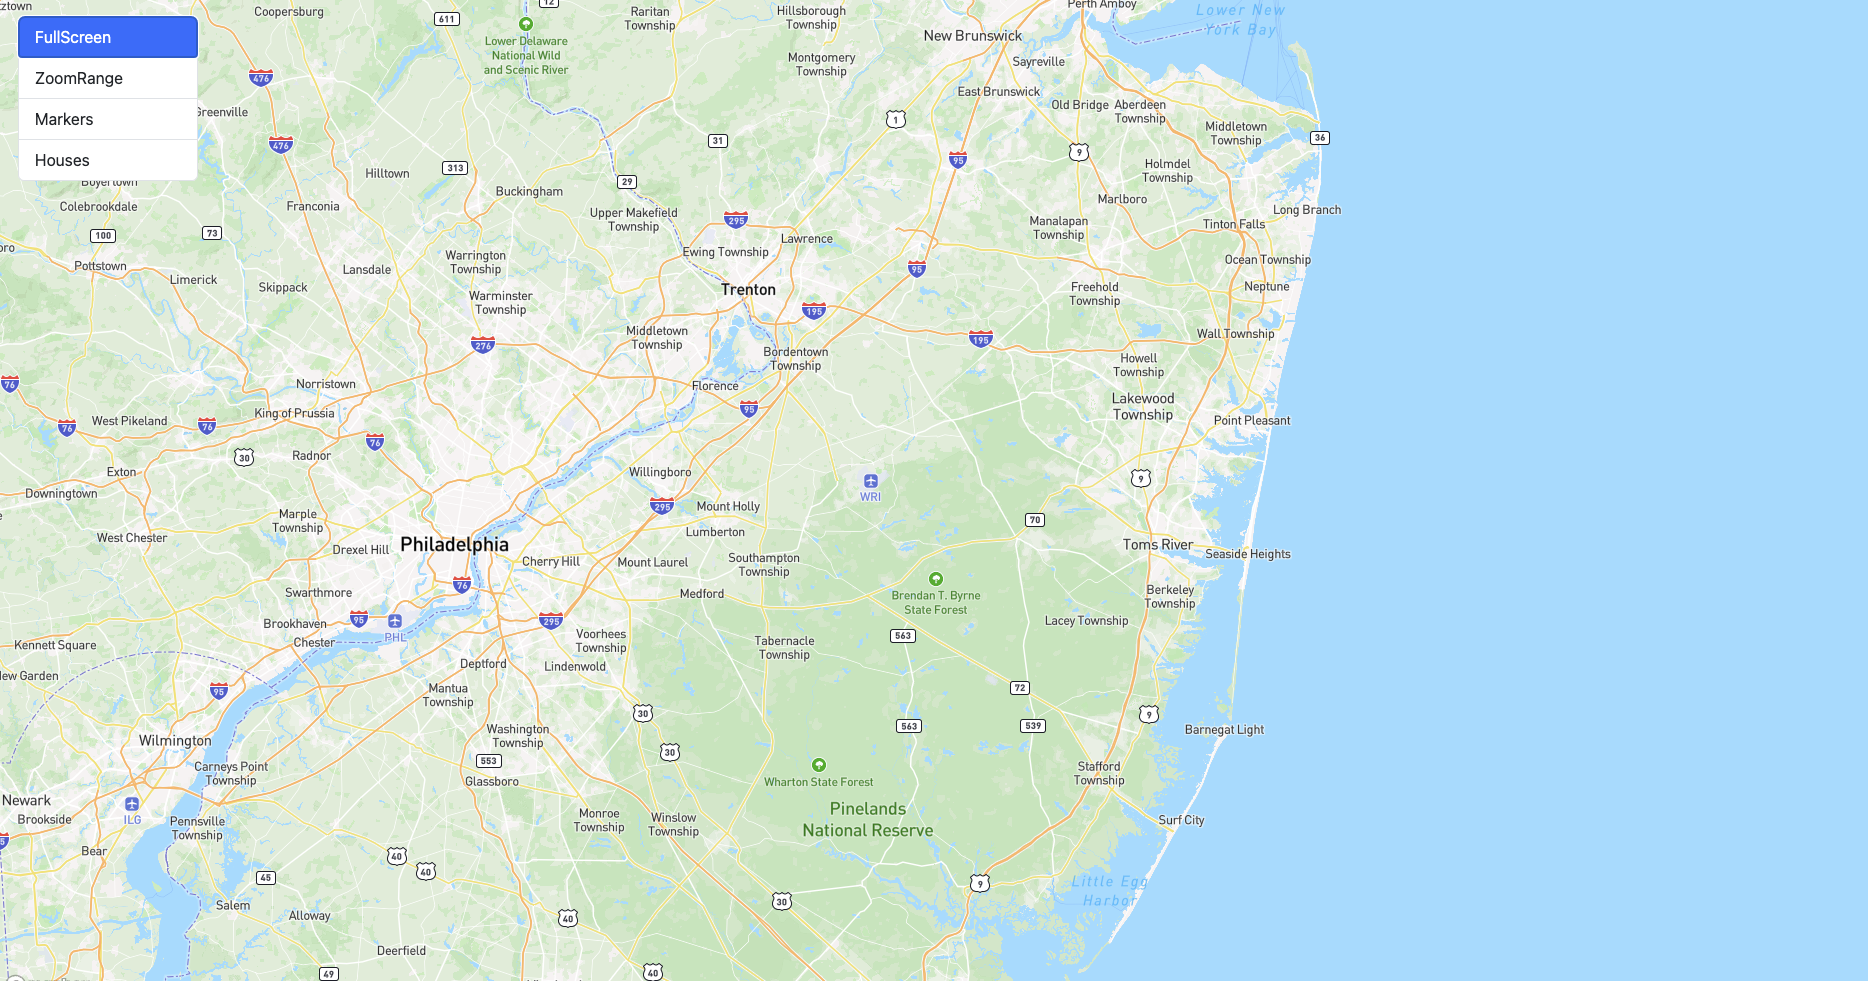 FullScreen
ZoomRange
Markers
Houses
Coopersburg
611
12
Raritan
Township
Hillsborough
Township
Perth Amboy
Lower New
York Bay
New Brunswick
Lower Delaware
National Wild
and Scenic River
Montgomery
Township
Sayreville
476
East Brunswick
Old Bridge
Aberdeen
Township
Greenville
1
Middletown
Township
36
476
31
9
95
313
Hilltown
Holmdel
Township
29
Boyertown
Buckingham
Colebrookdale
Franconia
Upper Makefield
Township
295
Marlboro
Long Branch
Manalapan
Township
Tinton Falls
100
73
Lawrence
Ewing Township
Warrington
Township
Pottstown
Limerick
Lansdale
95
Ocean Township
Skippack
Trenton
Freehold
Township
Neptune
Warminster
Township
195
Middletown
Township
276
195
Wall Township
Bordentown
Township
Howell
Township
76
Norristown
Florence
King of Prussia
95
Lakewood
Township
West Pikeland
76
76
76
Point Pleasant
30
Radnor
Exton
Willingboro
WRI
9
Downingtown
295
Mount Holly
Marple
Township
70
West Chester
Lumberton
Drexel Hill
Philadelphia
Toms River
Seaside Heights
Cherry Hill
Mount Laurel
Southampton
Township
76
Swarthmore
Medford
Brendan T. Byrne
State Forest
Berkeley
Township
95
PHL
295
Brookhaven
Lacey Township
Chester
Voorhees
Township
Tabernacle
Township
563
Kennett Square
Deptford
Lindenwold
95
Mantua
Township
72
30
9
563
539
Washington
Township
Barnegat Light
Wilmington
30
553
Carneys Point
Township
Glassboro
Wharton State Forest
Stafford
Township
Newark
Brookside
ILG
Pennsville
Township
Monroe
Township
Winslow
Township
Pinelands
National Reserve
Surf City
Bear
40
40
45
9
Little Egg
Harbor
Salem
Alloway
40
30
Deerfield
49
40